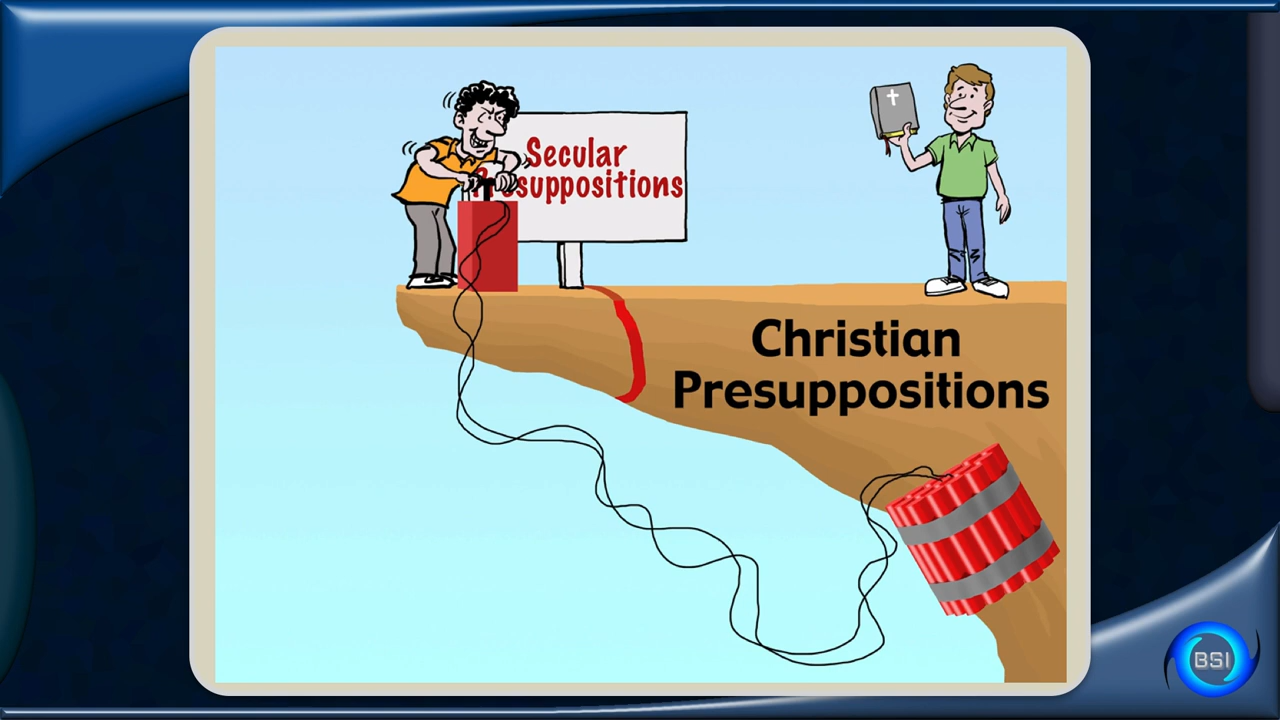 Secular
Presuppositions
Christian
Presuppositions
BSI